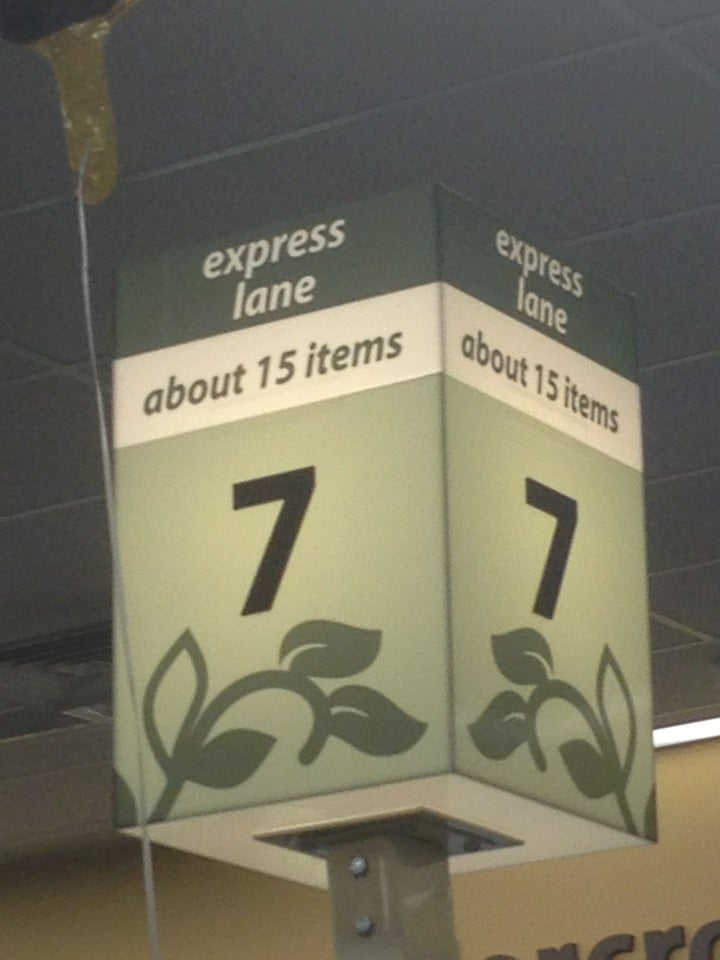 express
lane
about 15 items
7
express
lane
about 15 items
7